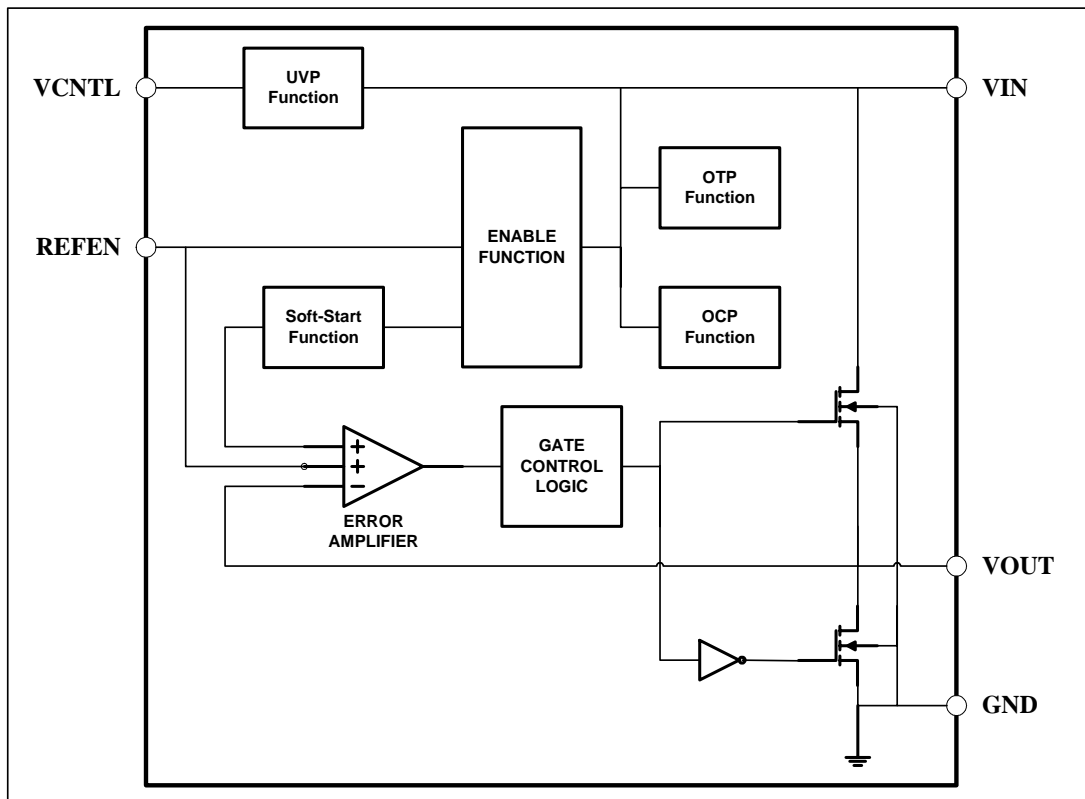 UVP
Function
VCNTL
VIN
OTP
Function
REFEN
ENABLE
FUNCTION
Soft-Start
Function
OCP
Function
+
+
−
ERROR
AMPLIFIER
GATE
CONTROL
LOGIC
VOUT
GND